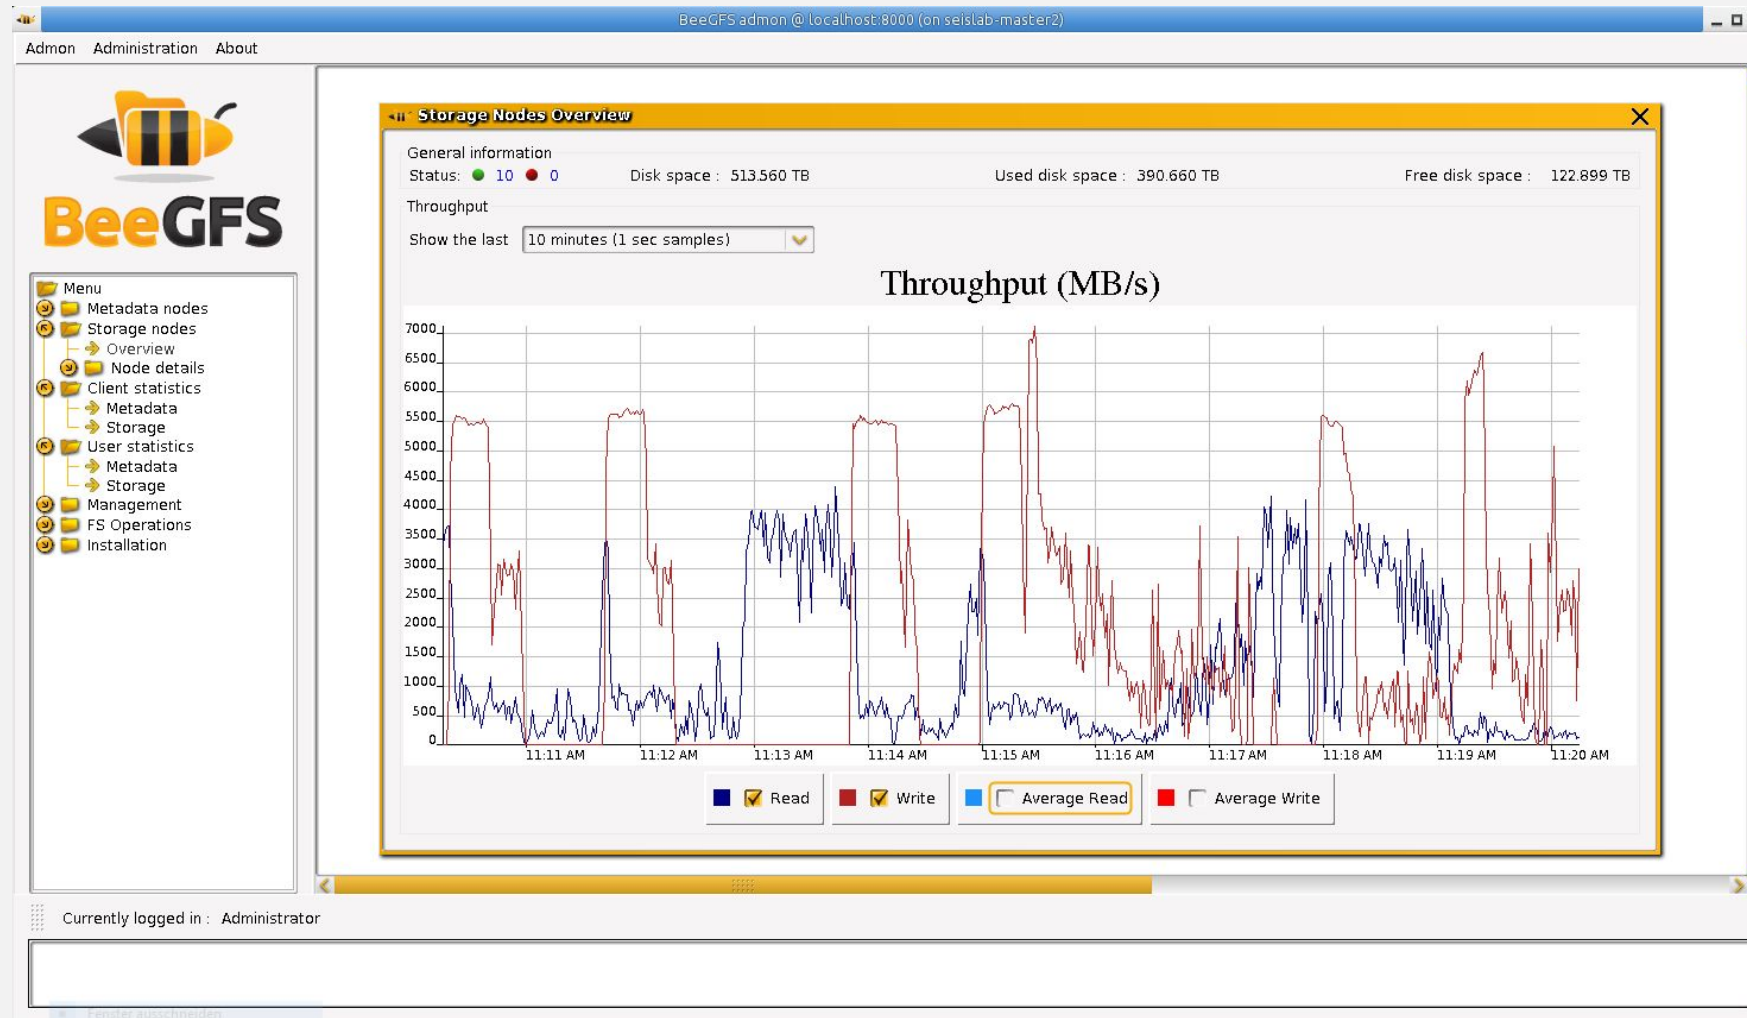 BeeGFS admon @ localhost:8000 (on seislab-master2)
Admon Administration About
BeeGFS
Menu
Metadata nodes
Storage nodes
Overview
Node details
Client statistics
Metadata
Storage
User statistics
Metadata
Storage
Management
FS Operations
Installation
Storage Nodes Overview
General information
Status: 10 0 Disk space : 513.560 TB Used disk space : 390.660 TB Free disk space : 122.899 TB
Throughput
Show the last 10 minutes (1 sec samples)
Throughput (MB/s)
7000
6500
6000
5500
5000
4500
4000
3500
3000
2500
2000
1500
1000
500
0
11:11 AM 11:12 AM 11:13 AM 11:14 AM 11:15 AM 11:16 AM 11:17 AM 11:18 AM 11:19 AM 11:20 AM
Read Write Average Read Average Write
Currently logged in : Administrator
Fenster ausschneiden